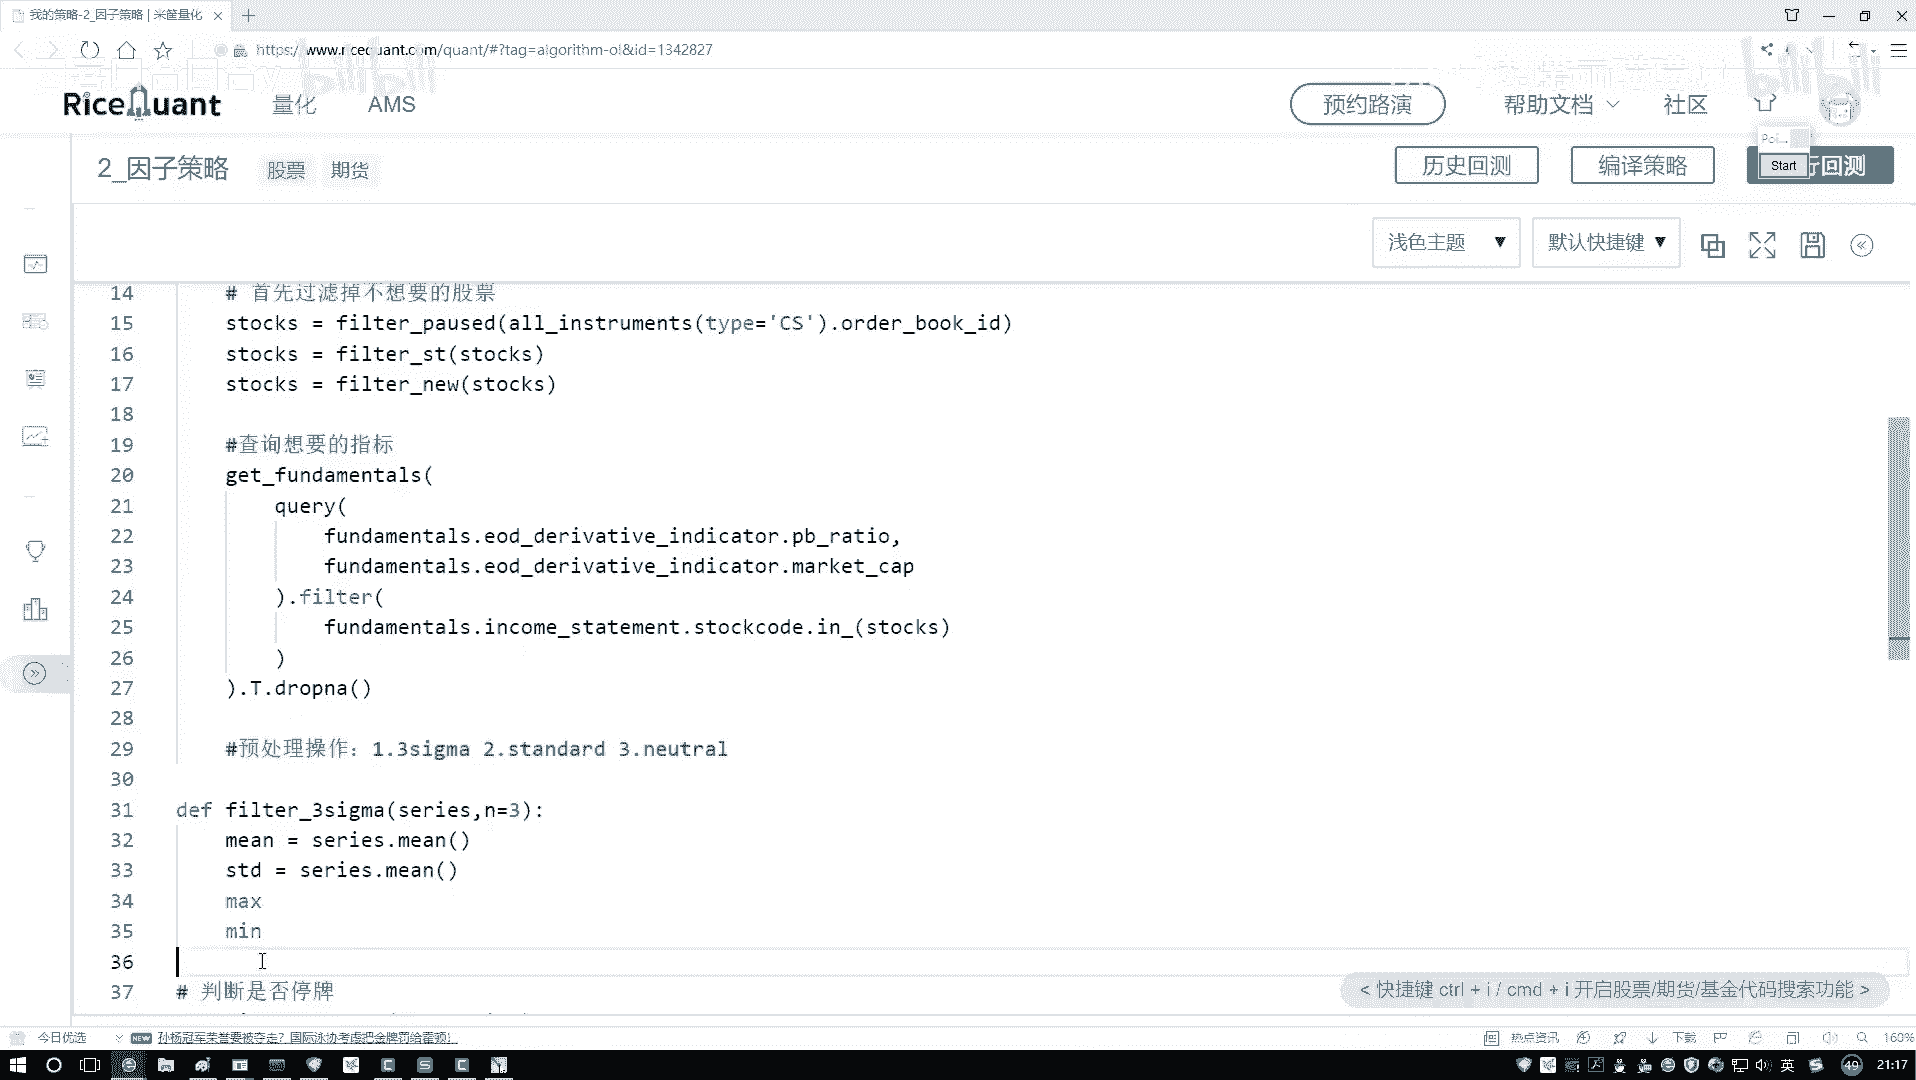 我的策略-2_因子策略 | 米筐量化
https://www.ricequant.com/quant/#?tag=algorithm-ol&id=1342827
RiceQuant
量化
AMS
预约路演
帮助文档
社区
2_因子策略
股票
期货
历史回测
编译策略
Start
行回测
浅色主题
默认快捷键
14 # 首先过滤掉不想要的股票
15 stocks = filter_paused(all_instruments(type='CS').order_book_id)
16 stocks = filter_st(stocks)
17 stocks = filter_new(stocks)
18
19 #查询想要的指标
20 get_fundamentals(
21 query(
22 fundamentals.eod_derivative_indicator.pb_ratio,
23 fundamentals.eod_derivative_indicator.market_cap
24 ).filter(
25 fundamentals.income_statement.stockcode.in_(stocks)
26 )
27 ).T.dropna()
28
29 #预处理操作：1.3sigma 2.standard 3.neutral
30
31 def filter_3sigma(series,n=3):
32 mean = series.mean()
33 std = series.mean()
34 max
35 min
36
37 # 判断是否停牌
< 快捷键 ctrl + i / cmd + i 开启股票/期货/基金代码搜索功能 >
今日优选
NEW 孙杨冠军荣誉要被夺走？国际泳协考虑把金牌罚给霍顿！
热点资讯
下载
160%
英
49
21:17
bilibili